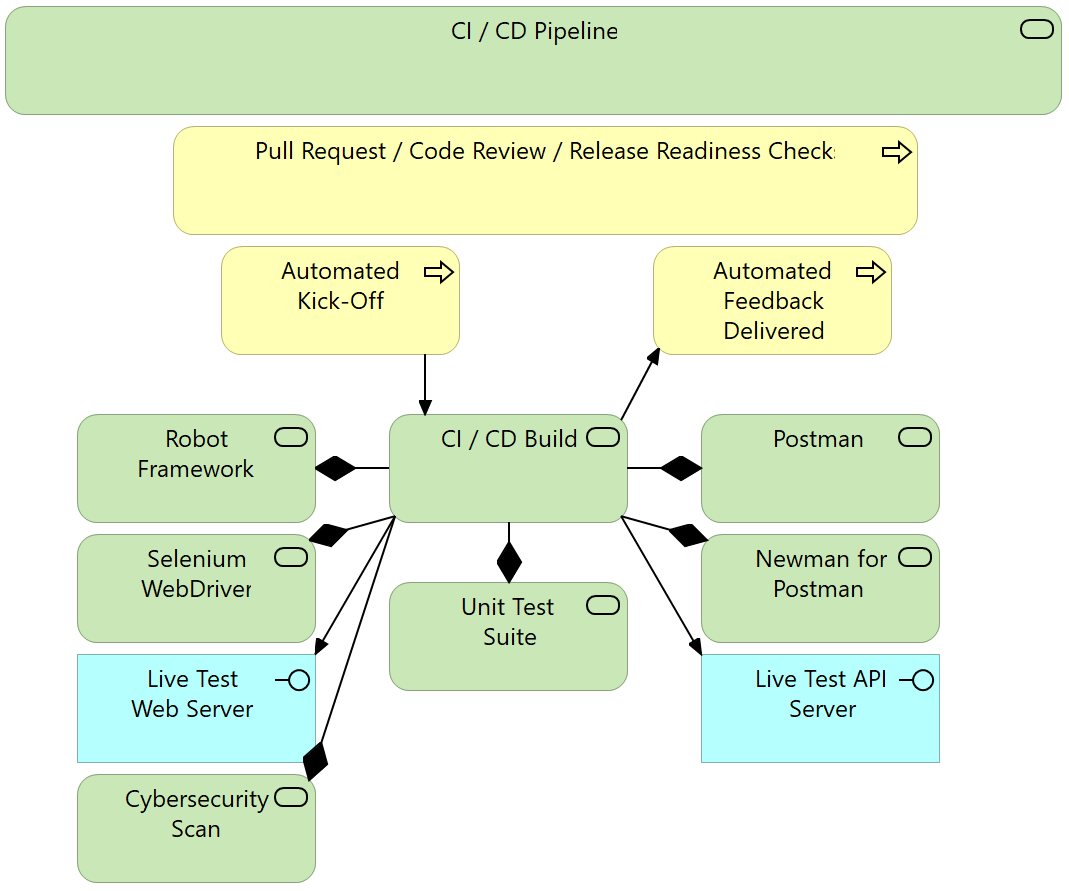 CI / CD Pipeline
Pull Request / Code Review / Release Readiness Check
Automated
Kick-Off
Automated
Feedback
Delivered
Robot
Framework
CI / CD Build
Postman
Selenium
WebDriver
Unit Test
Suite
Newman for
Postman
Live Test
Web Server
Live Test API
Server
Cybersecurity
Scan